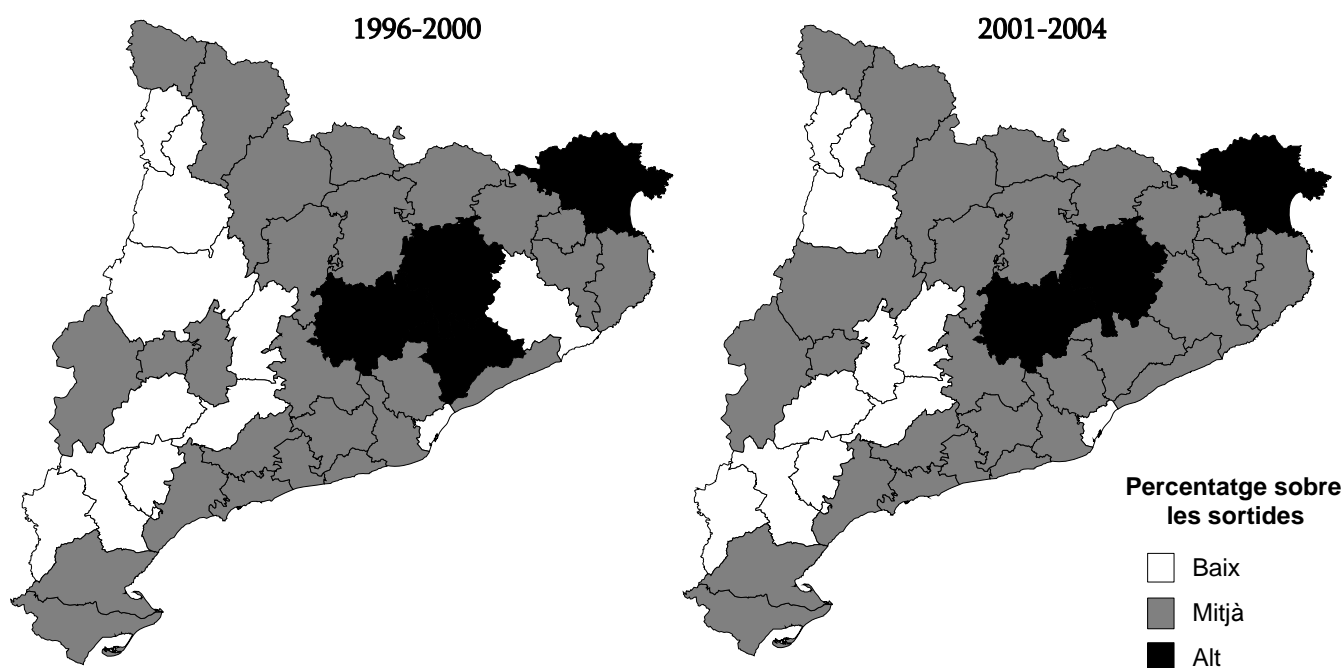 1996-2000
2001-2004
Percentatge sobre
les sortides
Baix
Mitjà
Alt